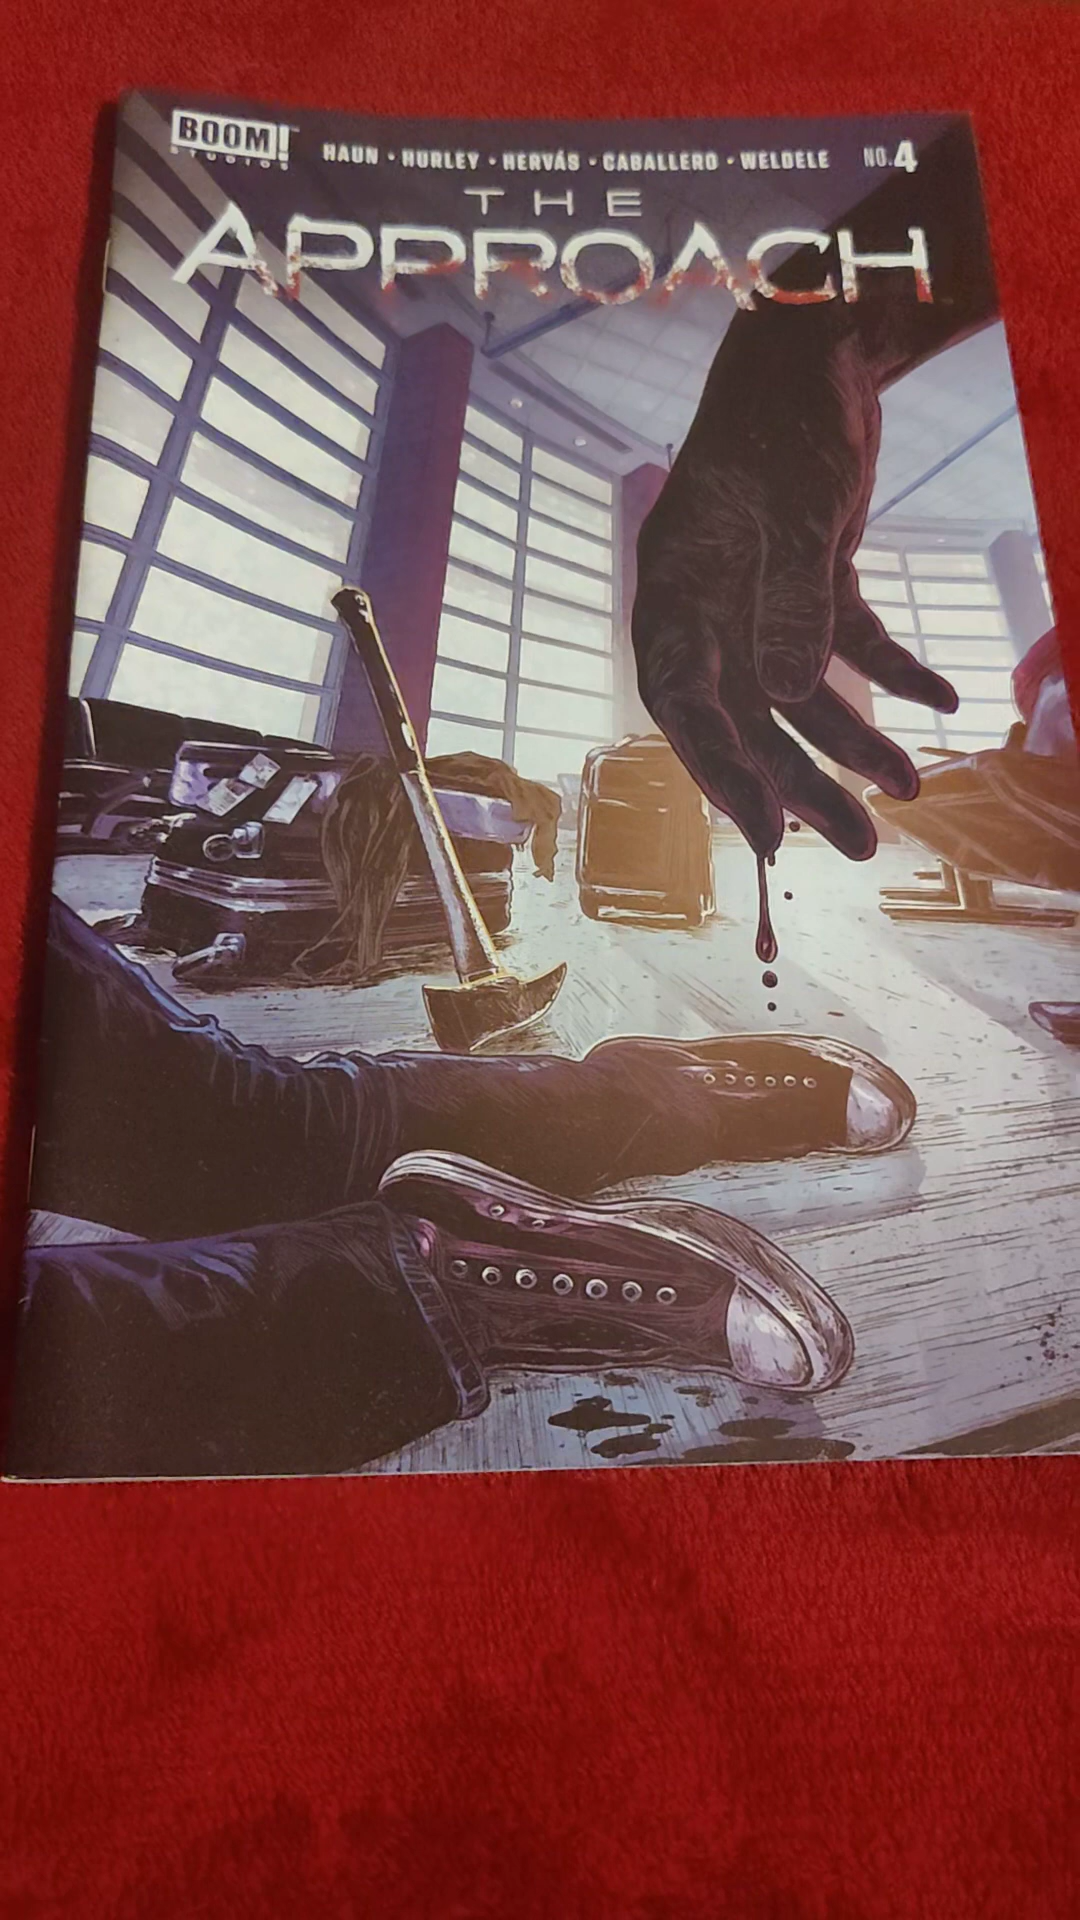 BOOM!
STUDIOS
HAUN · HURLEY · HERVÁS · CABALLERO · WELDELE NO.4
THE
APPROACH